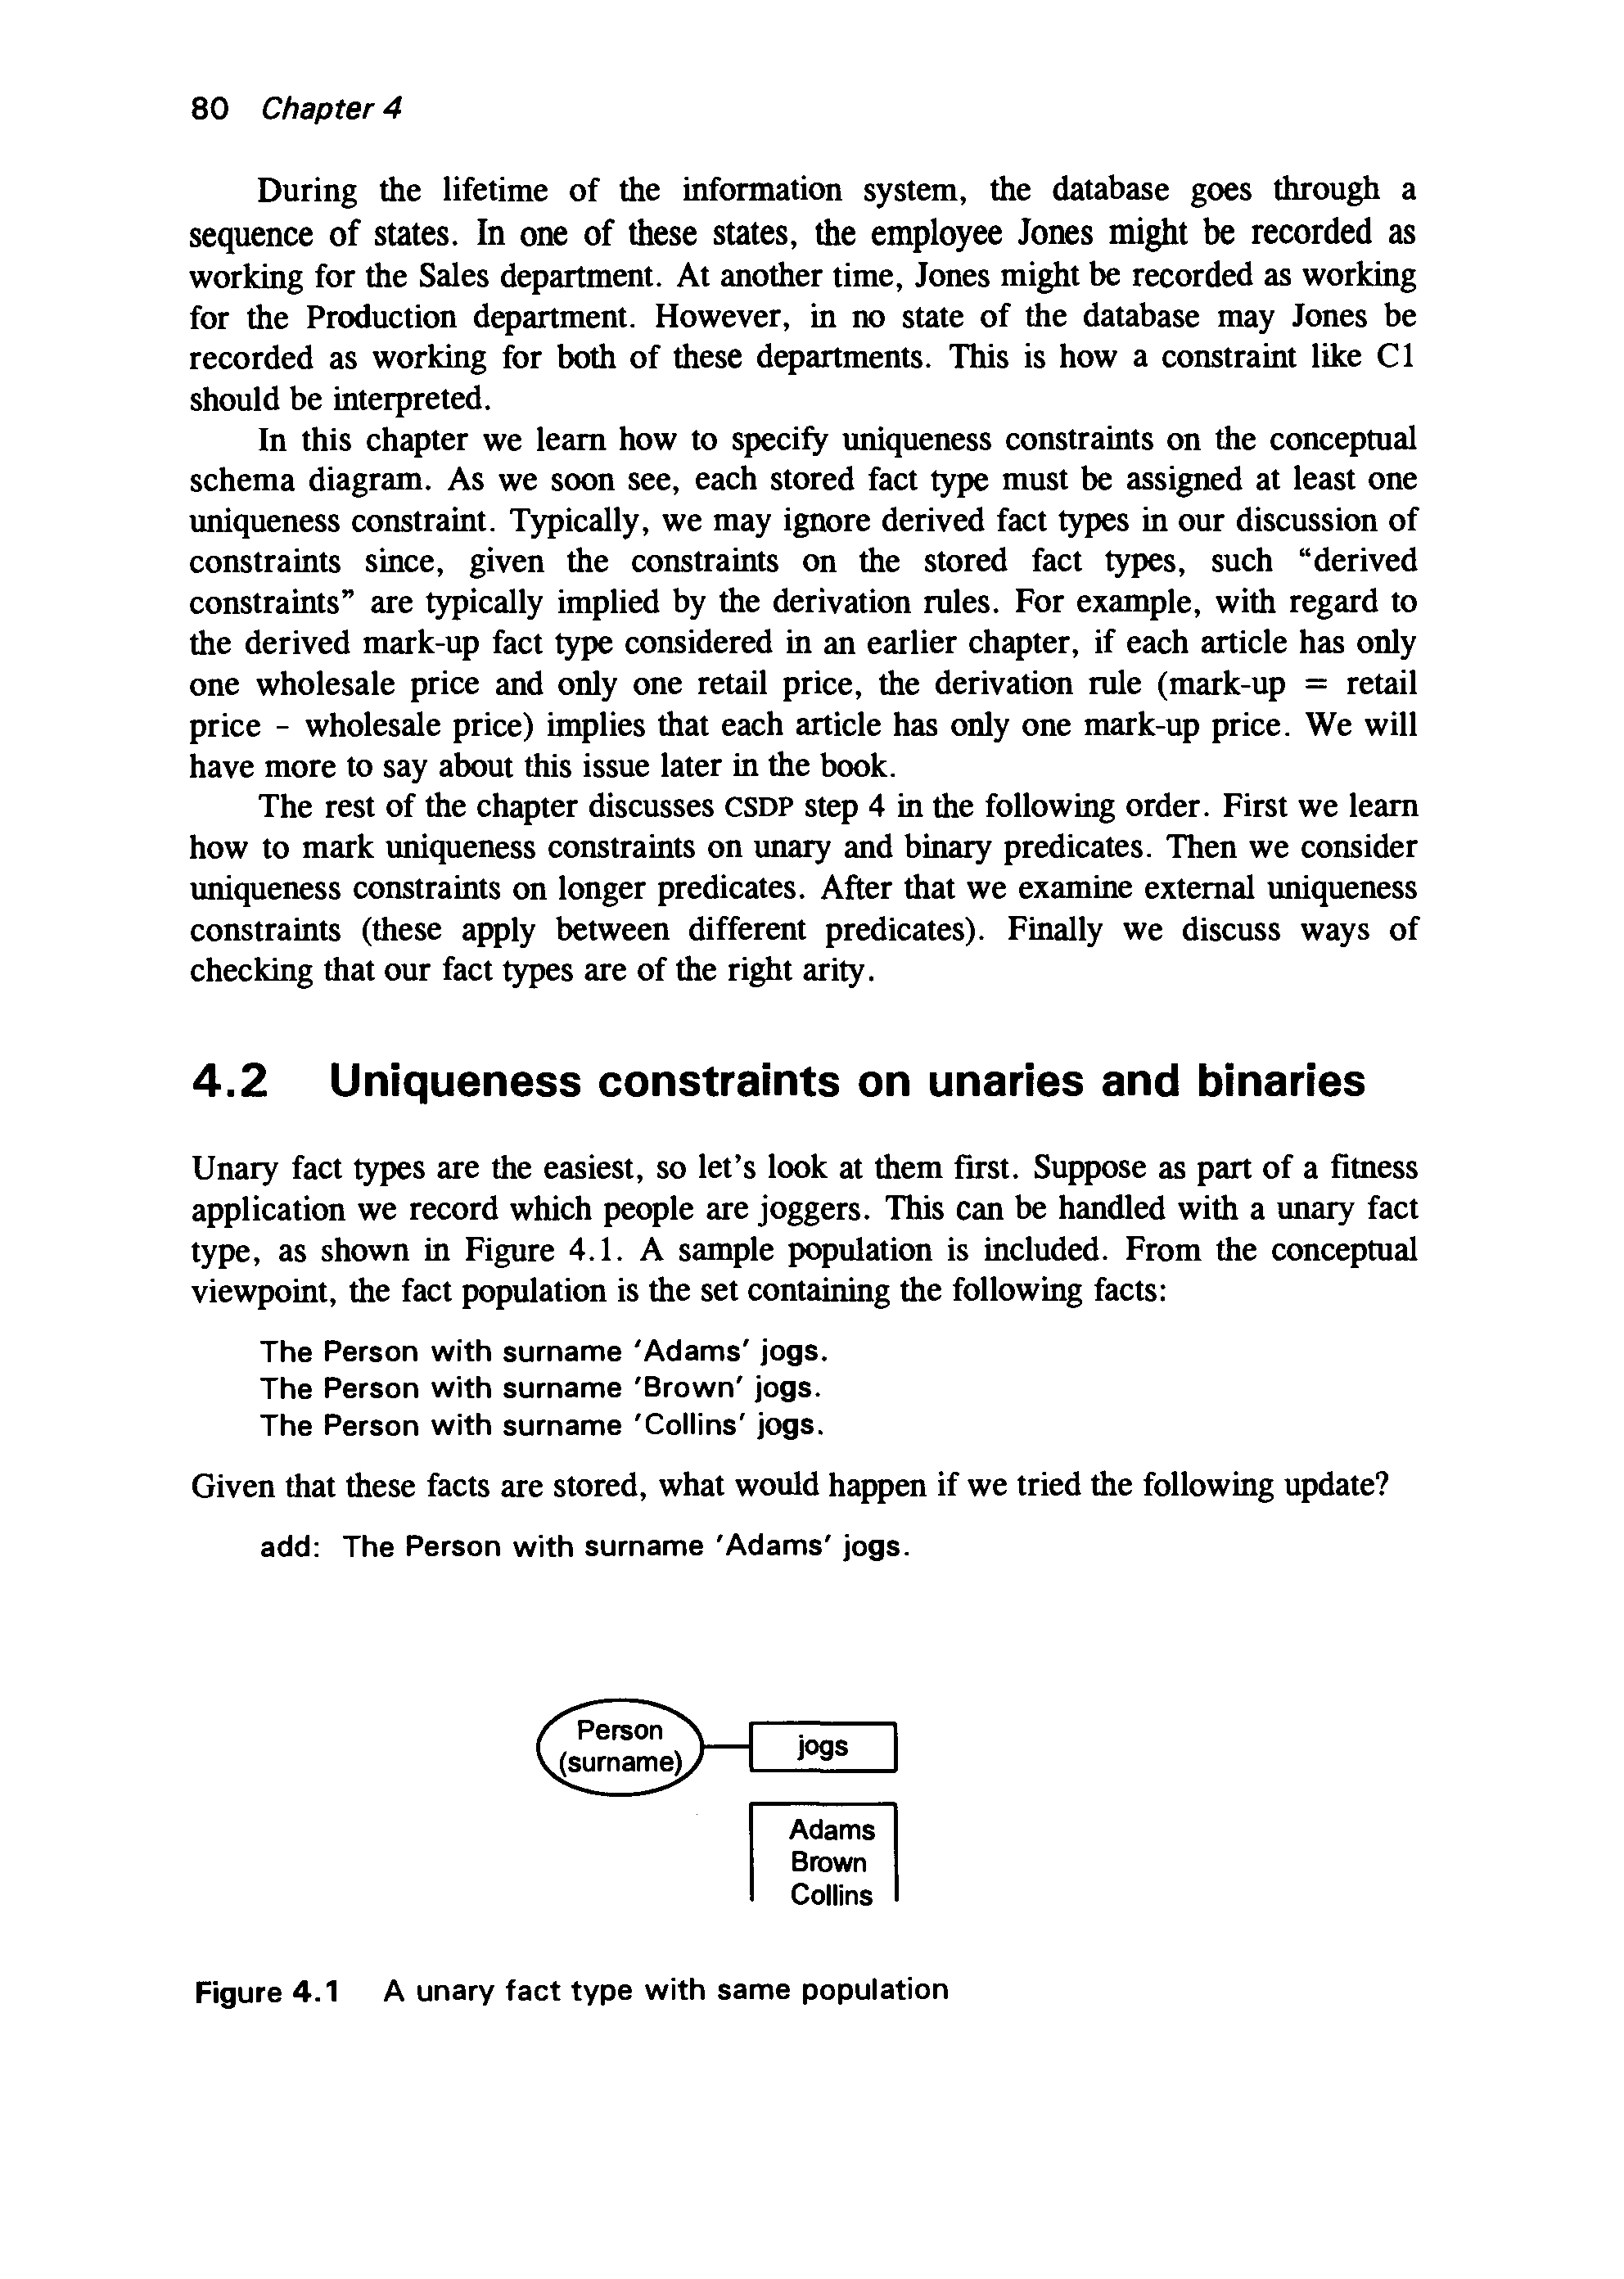 80 Chapter 4
During the lifetime of the information system, the database goes through a
sequence of states. In one of these states, the employee Jones might be recorded as
working for the Sales department. At another time, Jones might be recorded as working
for the Production department. However, in no state of the database may Jones be
recorded as working for both of these departments. This is how a constraint like C1
should be interpreted.
In this chapter we learn how to specify uniqueness constraints on the conceptual
schema diagram. As we soon see, each stored fact type must be assigned at least one
uniqueness constraint. Typically, we may ignore derived fact types in our discussion of
constraints since, given the constraints on the stored fact types, such “derived
constraints” are typically implied by the derivation rules. For example, with regard to
the derived mark-up fact type considered in an earlier chapter, if each article has only
one wholesale price and only one retail price, the derivation rule (mark-up = retail
price - wholesale price) implies that each article has only one mark-up price. We will
have more to say about this issue later in the book.
The rest of the chapter discusses CSDP step 4 in the following order. First we learn
how to mark uniqueness constraints on unary and binary predicates. Then we consider
uniqueness constraints on longer predicates. After that we examine external uniqueness
constraints (these apply between different predicates). Finally we discuss ways of
checking that our fact types are of the right arity.
4.2 Uniqueness constraints on unaries and binaries
Unary fact types are the easiest, so let's look at them first. Suppose as part of a fitness
application we record which people are joggers. This can be handled with a unary fact
type, as shown in Figure 4.1. A sample population is included. From the conceptual
viewpoint, the fact population is the set containing the following facts:
The Person with surname 'Adams' jogs.
The Person with surname 'Brown' jogs.
The Person with surname 'Collins' jogs.
Given that these facts are stored, what would happen if we tried the following update?
add: The Person with surname 'Adams' jogs.
Person
(surname)
jogs
Adams
Brown
Collins
Figure 4.1 A unary fact type with same population